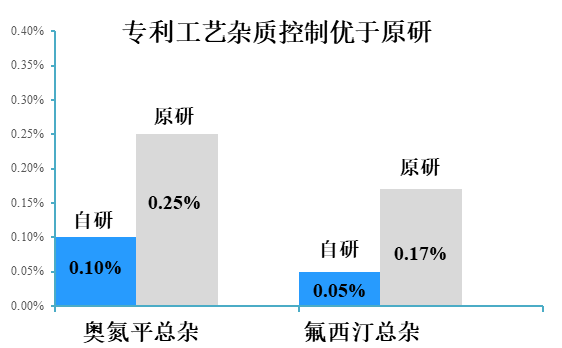 专利工艺杂质控制优于原研
0.40%
0.35%
0.30%
0.25%
0.20%
0.15%
0.10%
0.05%
0.00%
自研
0.10%
原研
0.25%
自研
0.05%
原研
0.17%
奥氮平总杂
氟西汀总杂